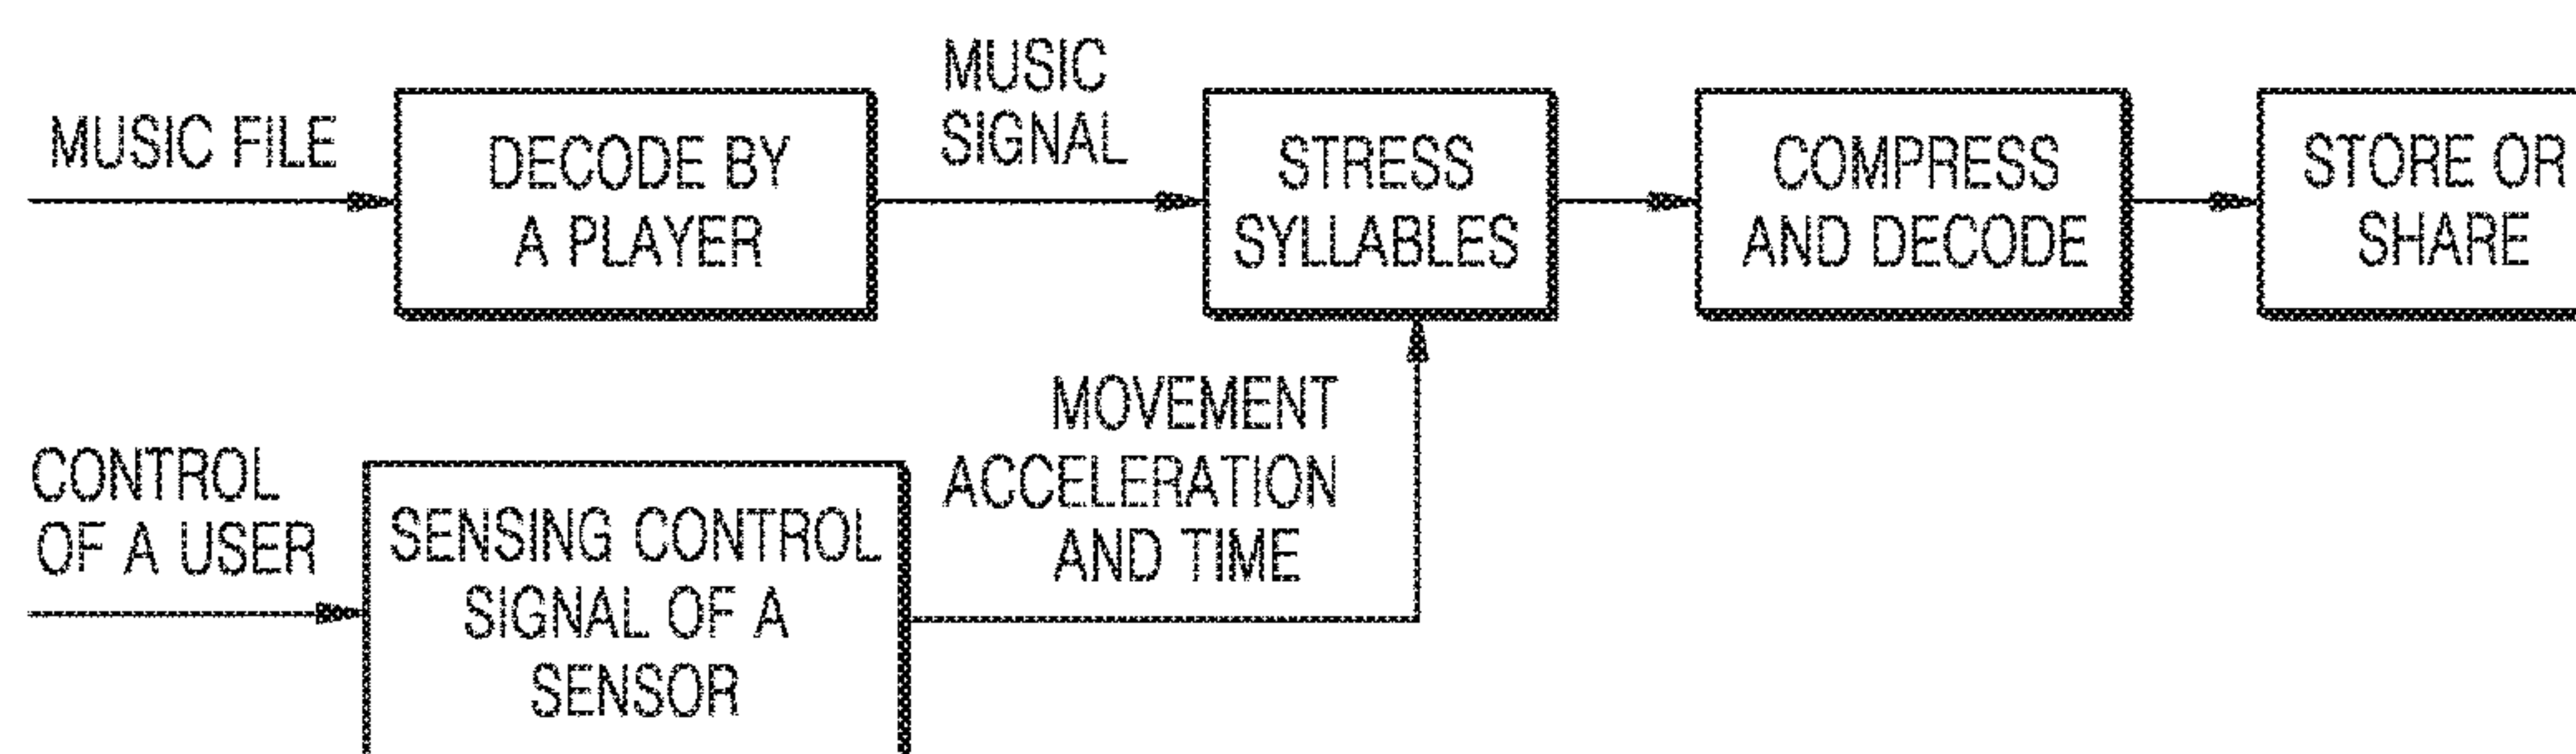 MUSIC FILE
DECODE BY
A PLAYER
MUSIC
SIGNAL
STRESS
SYLLABLES
COMPRESS
AND DECODE
STORE OR
SHARE
CONTROL
OF A USER
SENSING CONTROL
SIGNAL OF A
SENSOR
MOVEMENT
ACCELERATION
AND TIME